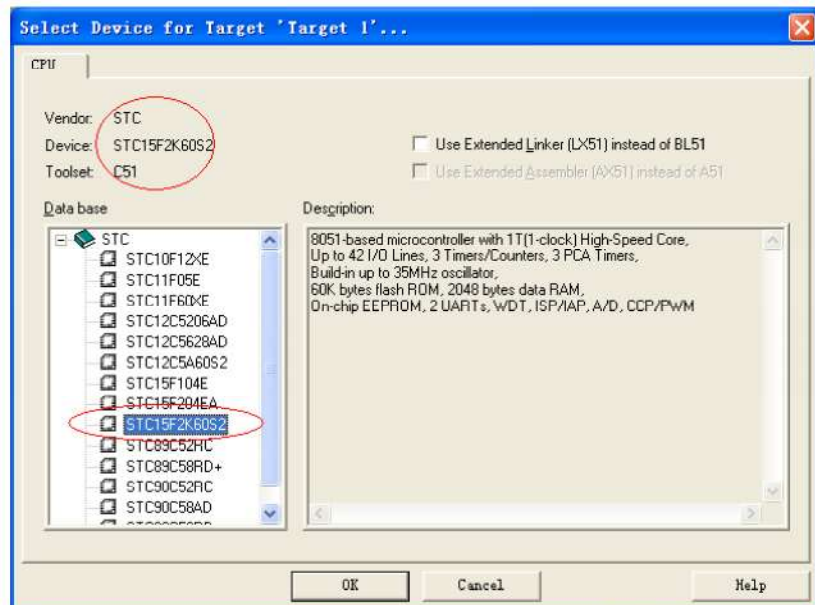 Select Device for Target 'Target 1'...
CPU
Vendor: STC
Device: STC15F2K60S2
Toolset: C51
Use Extended Linker (LX51) instead of BL51
Use Extended Assembler (AX51) instead of A51
Data base
Description:
STC
STC10F12XE
STC11F05E
STC11F60XE
STC12C5206AD
STC12C5628AD
STC12C5A60S2
STC15F104E
STC15F204EA
STC15F2K60S2
STC89C52RC
STC89C58RD+
STC90C52RC
STC90C58AD
8051-based microcontroller with 1T(1-clock) High-Speed Core,
Up to 42 I/O Lines, 3 Timers/Counters, 3 PCA Timers,
Build-in up to 35MHz oscillator,
60K bytes flash ROM, 2048 bytes data RAM,
On-chip EEPROM, 2 UARTs, WDT, ISP/IAP, A/D, CCP/PWM
OK
Cancel
Help